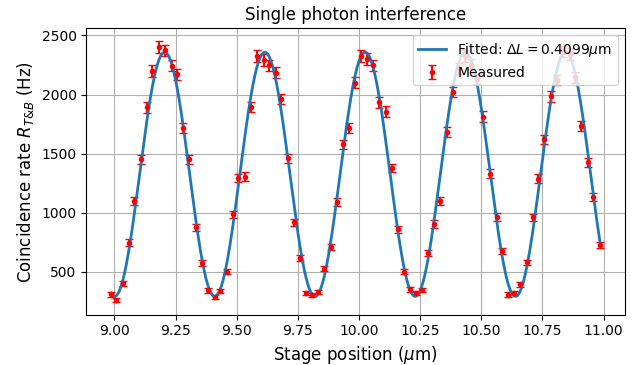 Single photon interference
Coincidence rate R_{T&B} (Hz)
2500
2000
1500
1000
500
Fitted: ΔL = 0.4099μm
Measured
9.00 9.25 9.50 9.75 10.00 10.25 10.50 10.75 11.00
Stage position (μm)